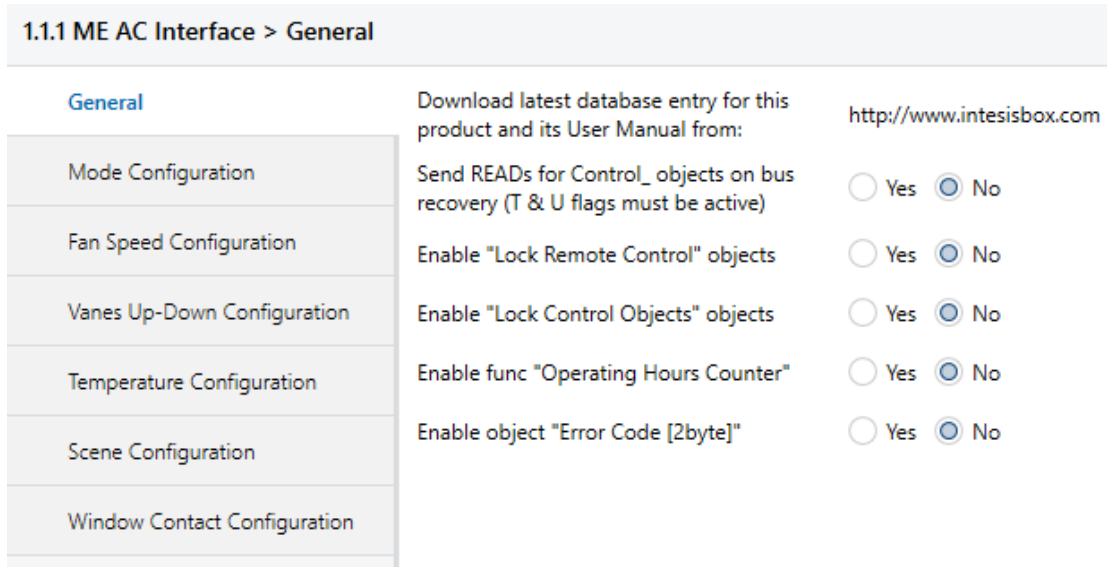 1.1.1 ME AC Interface > General
General
Mode Configuration
Fan Speed Configuration
Vanes Up-Down Configuration
Temperature Configuration
Scene Configuration
Window Contact Configuration
Download latest database entry for this
product and its User Manual from:
http://www.intesisbox.com
Send READs for Control_ objects on bus
recovery (T & U flags must be active)
Yes No
Enable "Lock Remote Control" objects
Yes No
Enable "Lock Control Objects" objects
Yes No
Enable func "Operating Hours Counter"
Yes No
Enable object "Error Code [2byte]"
Yes No